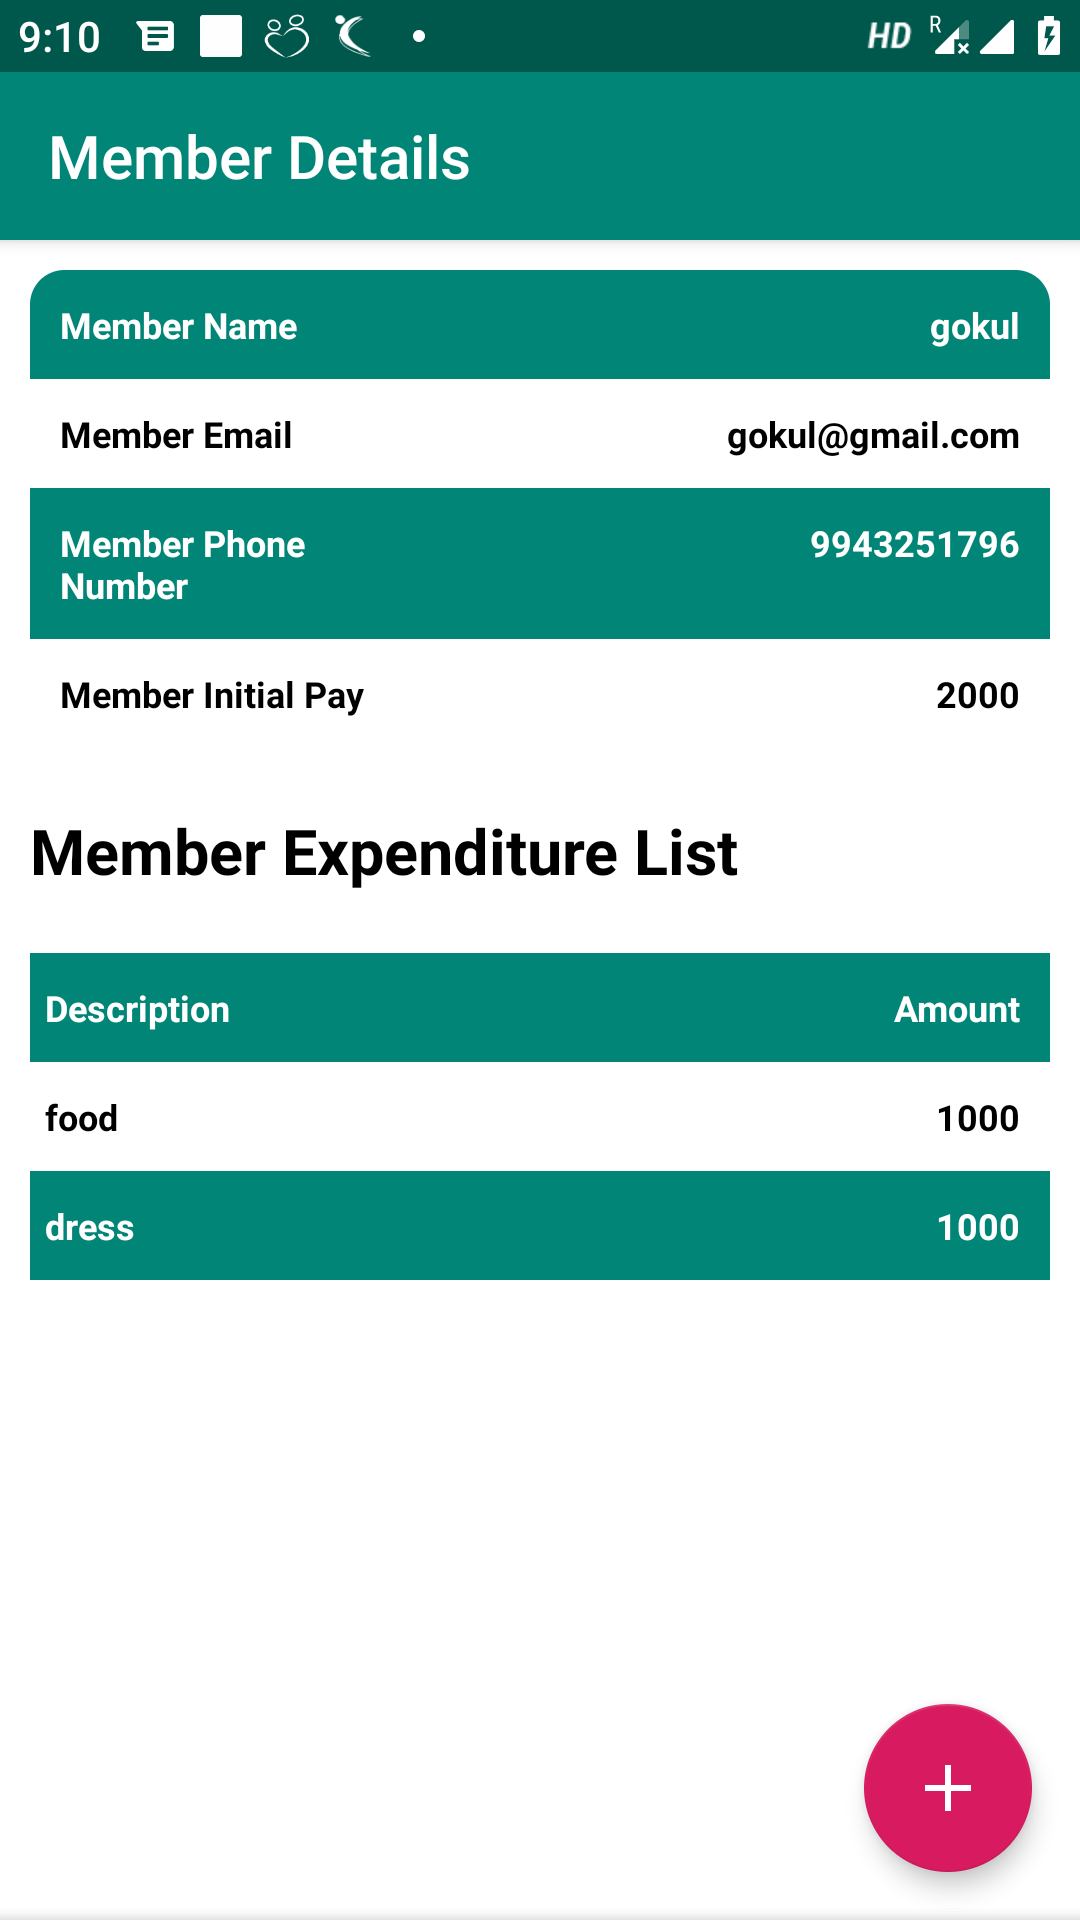 9:10 HD R
Member Details
Member Name gokul
Member Email gokul@gmail.com
Member Phone 9943251796
Number
Member Initial Pay 2000
Member Expenditure List
Description Amount
food 1000
dress 1000